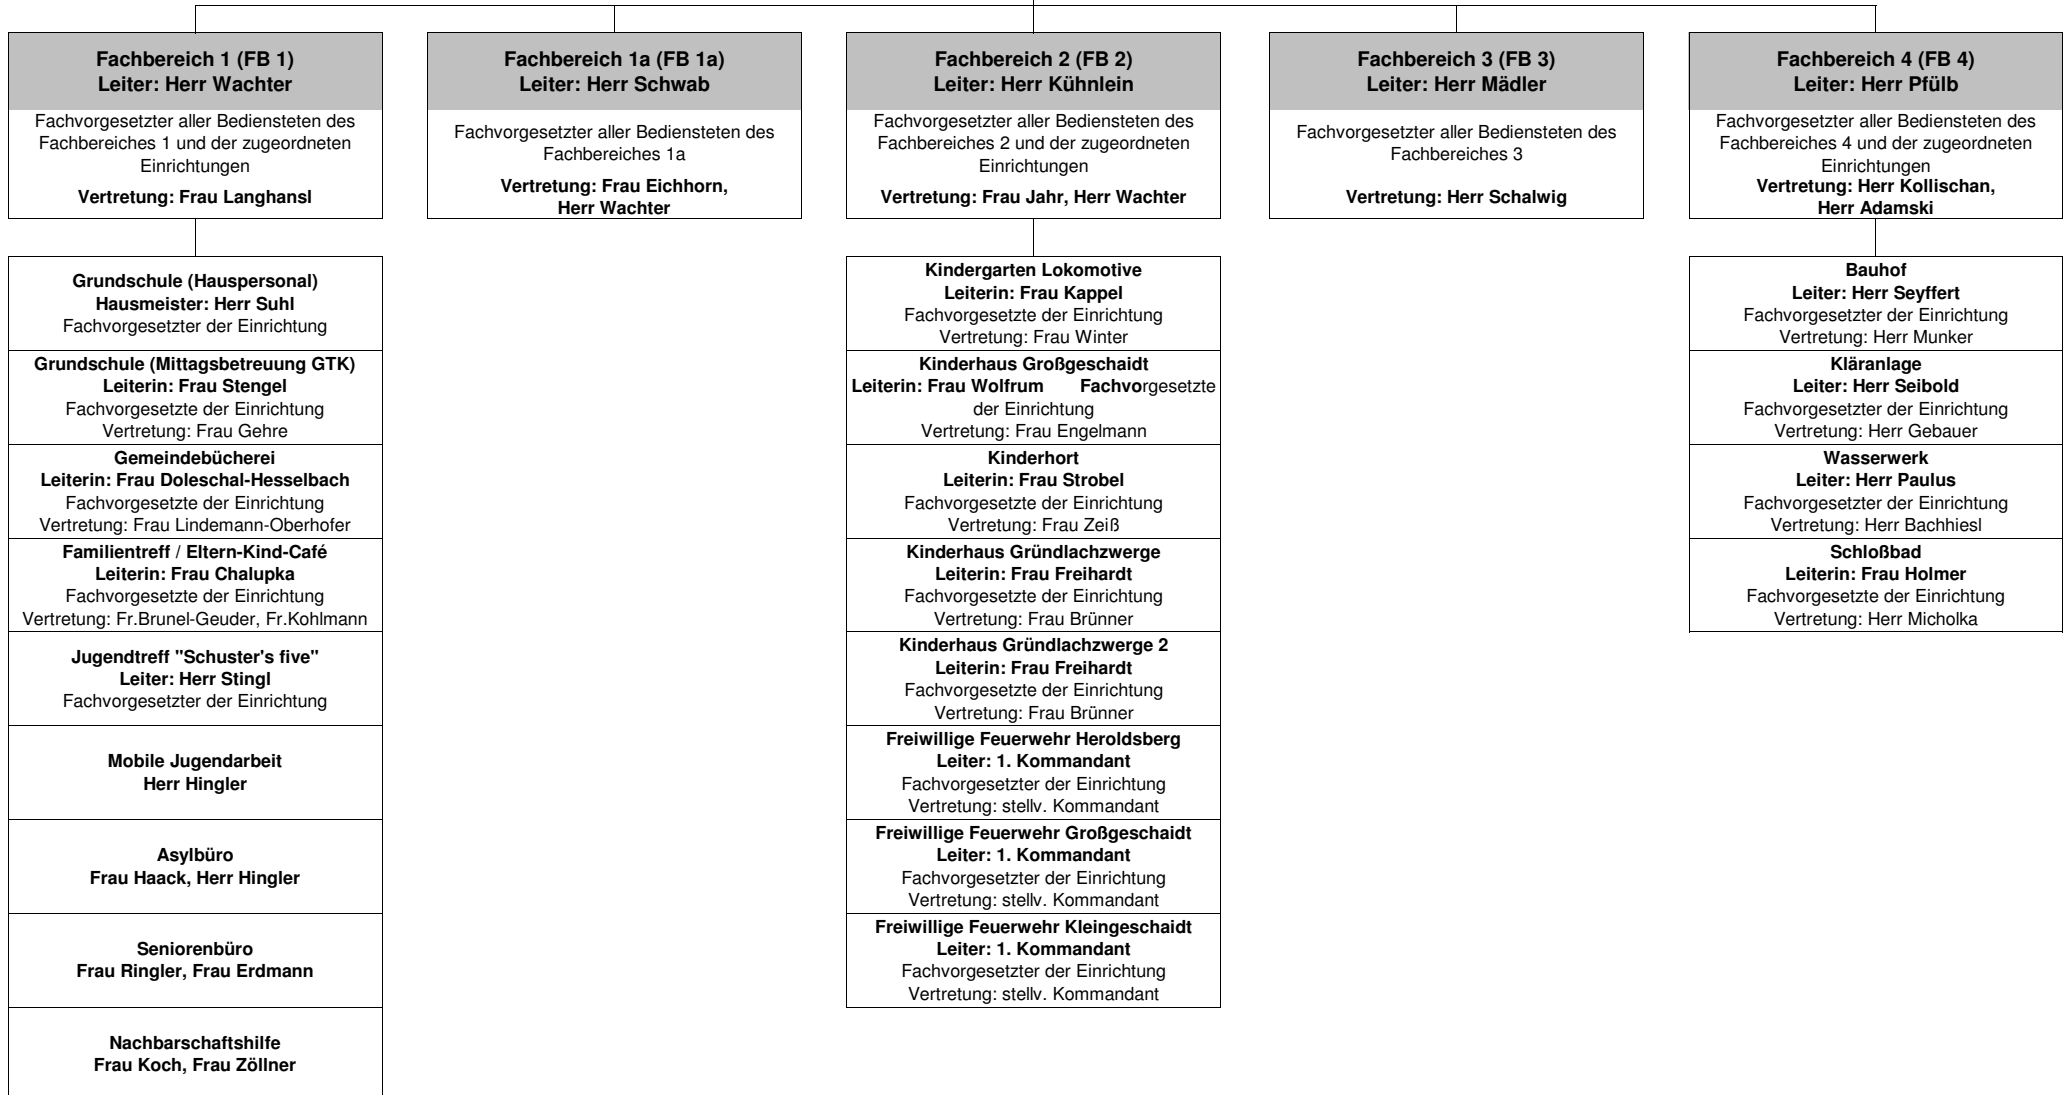 Fachbereich 1 (FB 1)
Leiter: Herr Wachter
Fachvorgesetzter aller Bediensteten des
Fachbereiches 1 und der zugeordneten
Einrichtungen
Vertretung: Frau Langhansl
Fachbereich 1a (FB 1a)
Leiter: Herr Schwab
Fachvorgesetzter aller Bediensteten des
Fachbereiches 1a
Vertretung: Frau Eichhorn,
Herr Wachter
Fachbereich 2 (FB 2)
Leiter: Herr Kühnlein
Fachvorgesetzter aller Bediensteten des
Fachbereiches 2 und der zugeordneten
Einrichtungen
Vertretung: Frau Jahr, Herr Wachter
Fachbereich 3 (FB 3)
Leiter: Herr Mädler
Fachvorgesetzter aller Bediensteten des
Fachbereiches 3
Vertretung: Herr Schalwig
Fachbereich 4 (FB 4)
Leiter: Herr Pfülb
Fachvorgesetzter aller Bediensteten des
Fachbereiches 4 und der zugeordneten
Einrichtungen
Vertretung: Herr Kollischan,
Herr Adamski
Grundschule (Hauspersonal)
Hausmeister: Herr Suhl
Fachvorgesetzter der Einrichtung
Grundschule (Mittagsbetreuung GTK)
Leiterin: Frau Stengel
Fachvorgesetzte der Einrichtung
Vertretung: Frau Gehre
Gemeindebücherei
Leiterin: Frau Doleschal-Hesselbach
Fachvorgesetzte der Einrichtung
Vertretung: Frau Lindemann-Oberhofer
Familientreff / Eltern-Kind-Café
Leiterin: Frau Chalupka
Fachvorgesetzte der Einrichtung
Vertretung: Fr.Brunel-Geuder, Fr.Kohlmann
Jugendtreff "Schuster's five"
Leiter: Herr Stingl
Fachvorgesetzter der Einrichtung
Mobile Jugendarbeit
Herr Hingler
Asylbüro
Frau Haack, Herr Hingler
Seniorenbüro
Frau Ringler, Frau Erdmann
Nachbarschaftshilfe
Frau Koch, Frau Zöllner
Kindergarten Lokomotive
Leiterin: Frau Kappel
Fachvorgesetzte der Einrichtung
Vertretung: Frau Winter
Kinderhaus Großgeschaidt
Leiterin: Frau Wolfrum Fachvorgesetzte
der Einrichtung
Vertretung: Frau Engelmann
Kinderhort
Leiterin: Frau Strobel
Fachvorgesetzte der Einrichtung
Vertretung: Frau Zeiß
Kinderhaus Gründlachzwerge
Leiterin: Frau Freihardt
Fachvorgesetzte der Einrichtung
Vertretung: Frau Brünner
Kinderhaus Gründlachzwerge 2
Leiterin: Frau Freihardt
Fachvorgesetzte der Einrichtung
Vertretung: Frau Brünner
Freiwillige Feuerwehr Heroldsberg
Leiter: 1. Kommandant
Fachvorgesetzter der Einrichtung
Vertretung: stellv. Kommandant
Freiwillige Feuerwehr Großgeschaidt
Leiter: 1. Kommandant
Fachvorgesetzter der Einrichtung
Vertretung: stellv. Kommandant
Freiwillige Feuerwehr Kleingeschaidt
Leiter: 1. Kommandant
Fachvorgesetzter der Einrichtung
Vertretung: stellv. Kommandant
Bauhof
Leiter: Herr Seyffert
Fachvorgesetzter der Einrichtung
Vertretung: Herr Munker
Kläranlage
Leiter: Herr Seibold
Fachvorgesetzter der Einrichtung
Vertretung: Herr Gebauer
Wasserwerk
Leiter: Herr Paulus
Fachvorgesetzter der Einrichtung
Vertretung: Herr Bachhiesl
Schloßbad
Leiterin: Frau Holmer
Fachvorgesetzte der Einrichtung
Vertretung: Herr Micholka